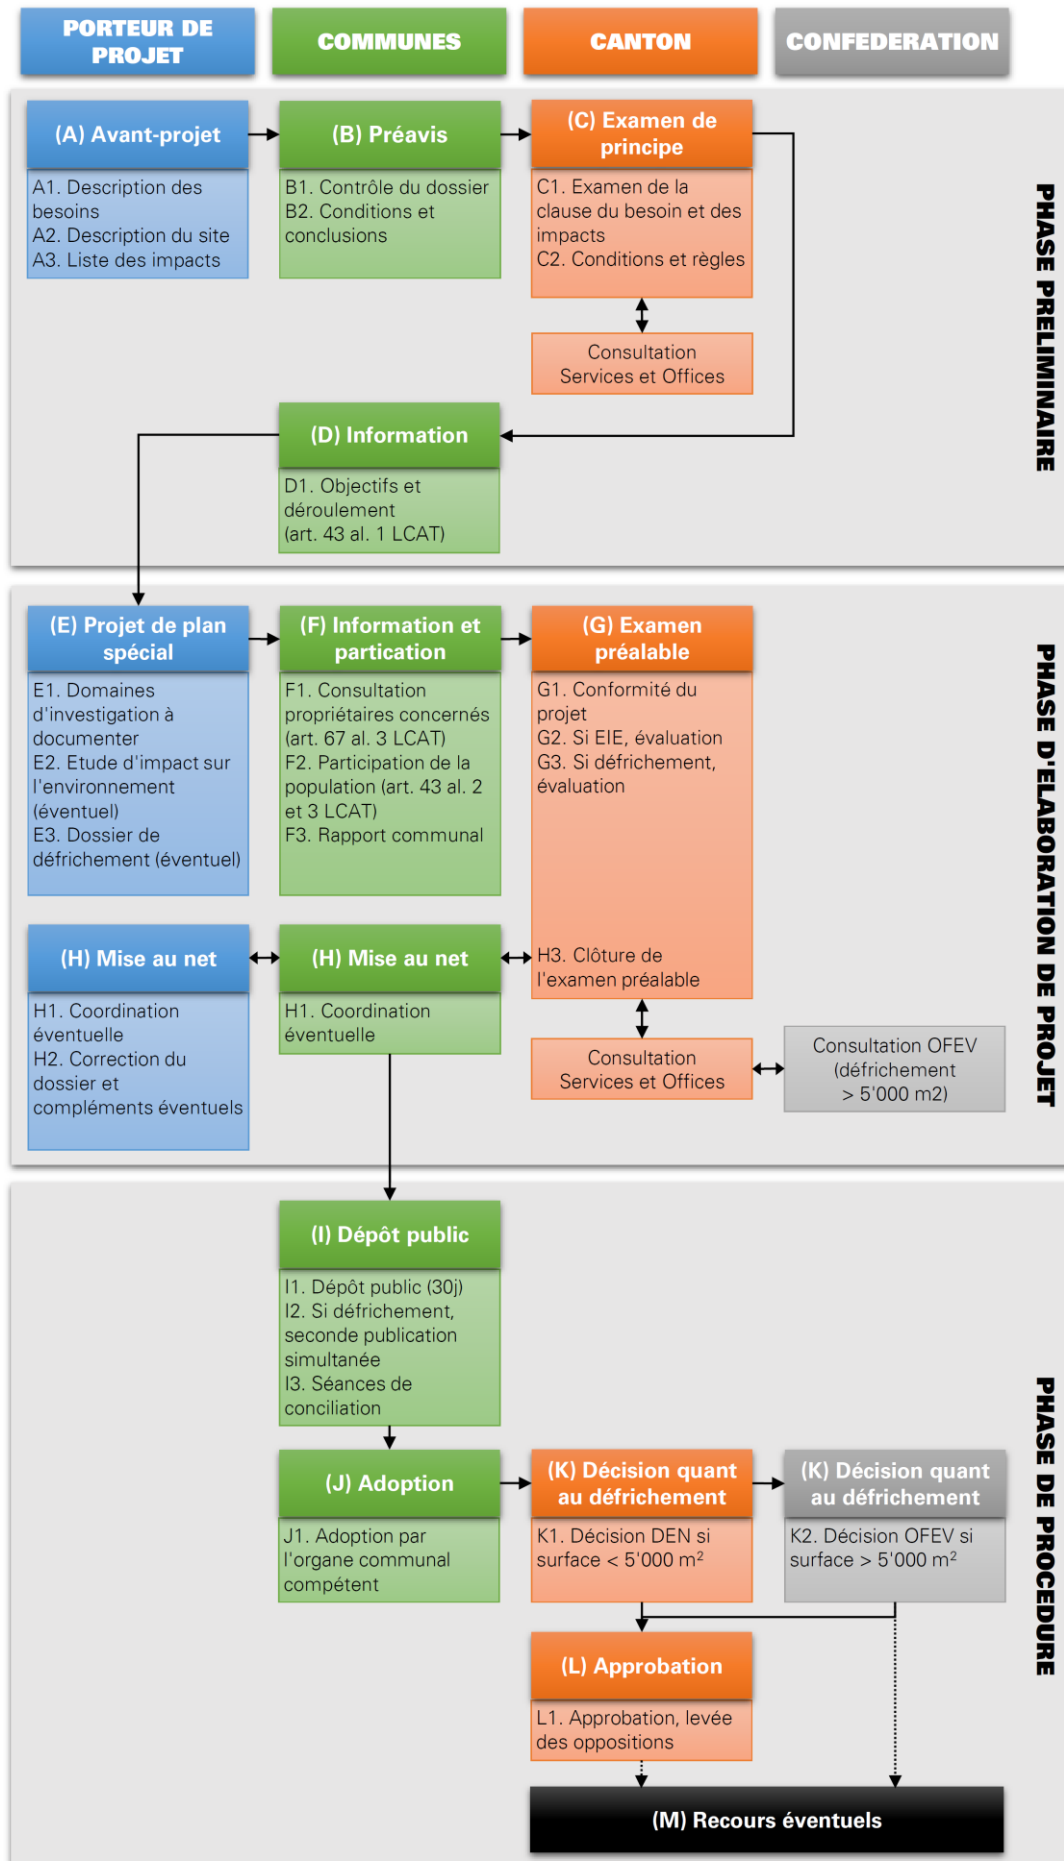 PORTEUR DE
PROJET
COMMUNES
CANTON
CONFEDERATION
PHASE PRELIMINAIRE
(A) Avant-projet
A1. Description des
besoins
A2. Description du site
A3. Liste des impacts
(B) Préavis
B1. Contrôle du dossier
B2. Conditions et
conclusions
(C) Examen de
principe
C1. Examen de la
clause du besoin et des
impacts
C2. Conditions et règles
Consultation
Services et Offices
(D) Information
D1. Objectifs et
déroulement
(art. 43 al. 1 LCAT)
PHASE D'ELABORATION DE PROJET
(E) Projet de plan
spécial
E1. Domaines
d'investigation à
documenter
E2. Etude d'impact sur
l'environnement
(éventuel)
E3. Dossier de
défrichement (éventuel)
(F) Information et
partication
F1. Consultation
propriétaires concernés
(art. 67 al. 3 LCAT)
F2. Participation de la
population (art. 43 al. 2
et 3 LCAT)
F3. Rapport communal
(G) Examen
préalable
G1. Conformité du
projet
G2. Si EIE, évaluation
G3. Si défrichement,
évaluation
H3. Clôture de
l'examen préalable
(H) Mise au net
H1. Coordination
éventuelle
H2. Correction du
dossier et
compléments éventuels
(H) Mise au net
H1. Coordination
éventuelle
Consultation
Services et Offices
Consultation OFEV
(défrichement
> 5'000 m2)
PHASE DE PROCEDURE
(I) Dépôt public
I1. Dépôt public (30j)
I2. Si défrichement,
seconde publication
simultanée
I3. Séances de
conciliation
(J) Adoption
J1. Adoption par
l'organe communal
compétent
(K) Décision quant
au défrichement
K1. Décision DEN si
surface < 5'000 m²
(K) Décision quant
au défrichement
K2. Décision OFEV si
surface > 5'000 m²
(L) Approbation
L1. Approbation, levée
des oppositions
(M) Recours éventuels